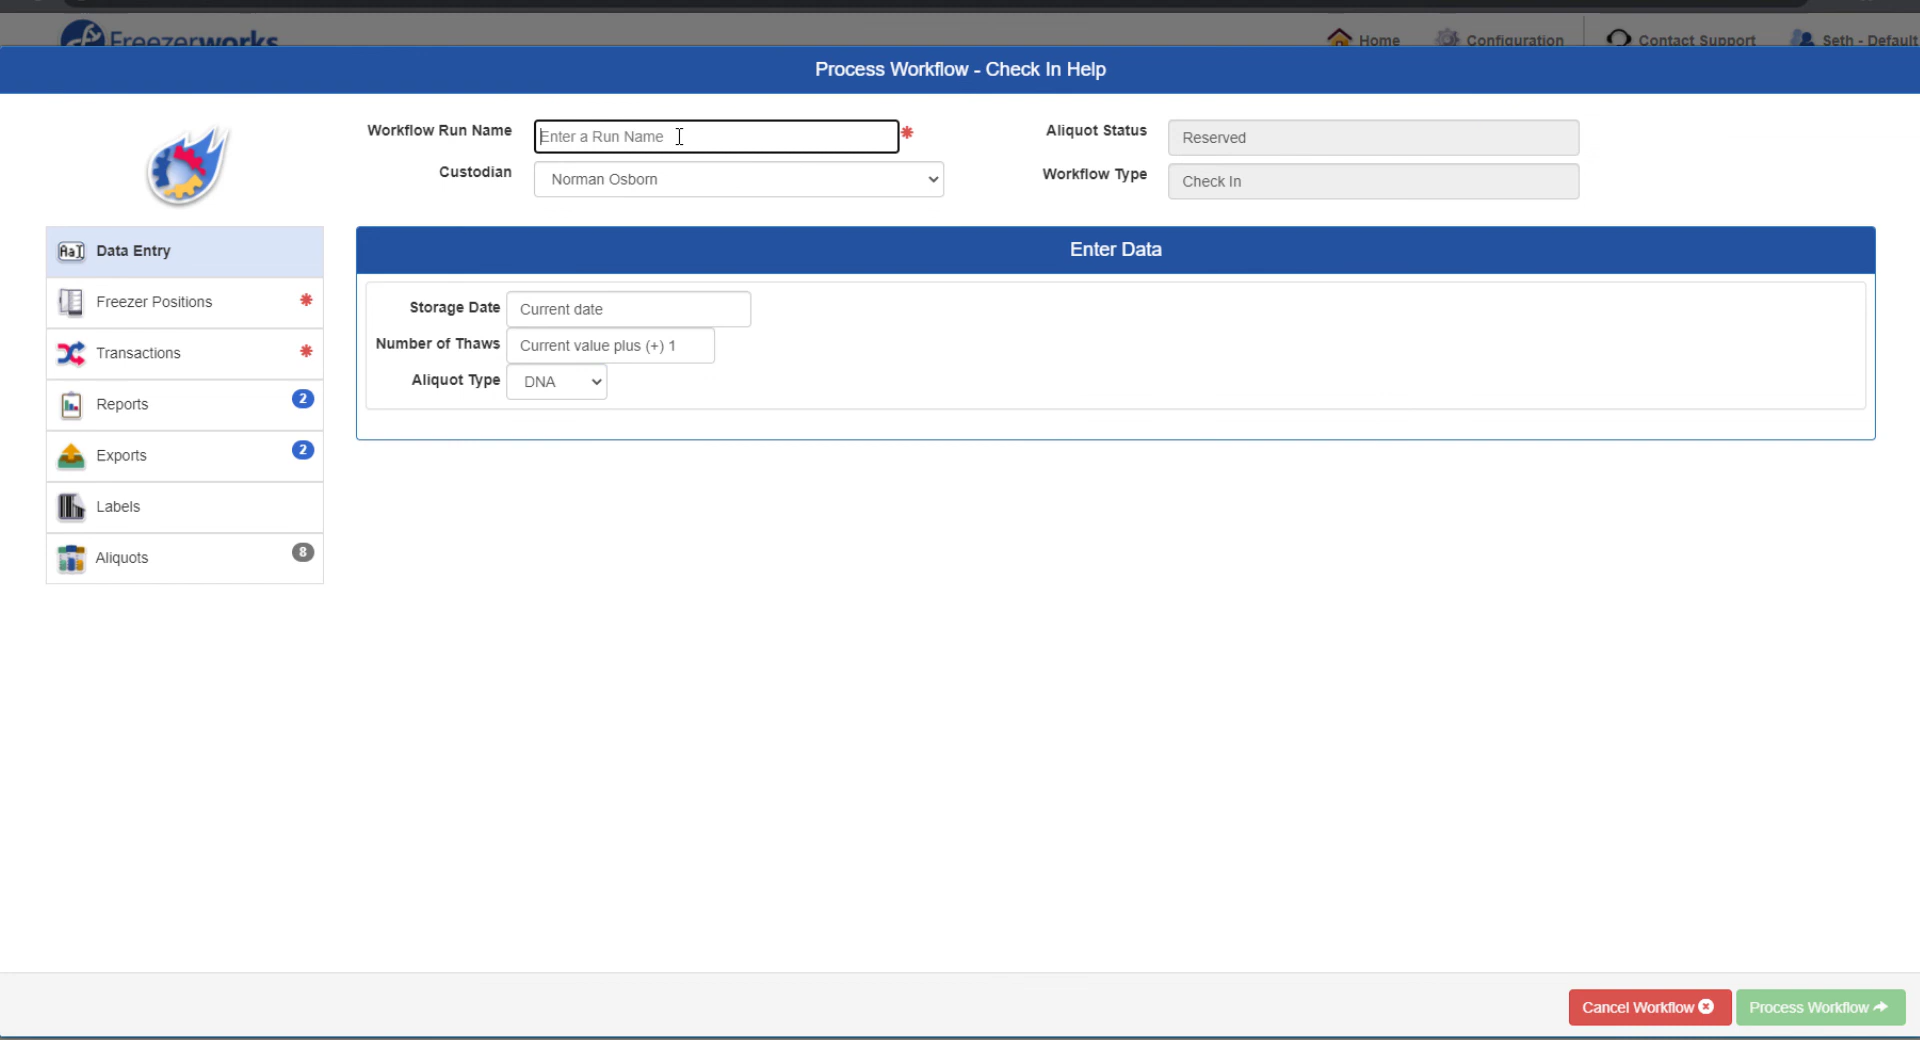 Freezerworks
Home
Configuration
Contact Support
Seth - Default
Process Workflow - Check In Help
Workflow Run Name
Enter a Run Name
*
Aliquot Status
Reserved
Custodian
Norman Osborn
Workflow Type
Check In
Data Entry
Freezer Positions
*
Transactions
*
Reports
2
Exports
2
Labels
Aliquots
8
Enter Data
Storage Date
Current date
Number of Thaws
Current value plus (+) 1
Aliquot Type
DNA
Cancel Workflow
Process Workflow